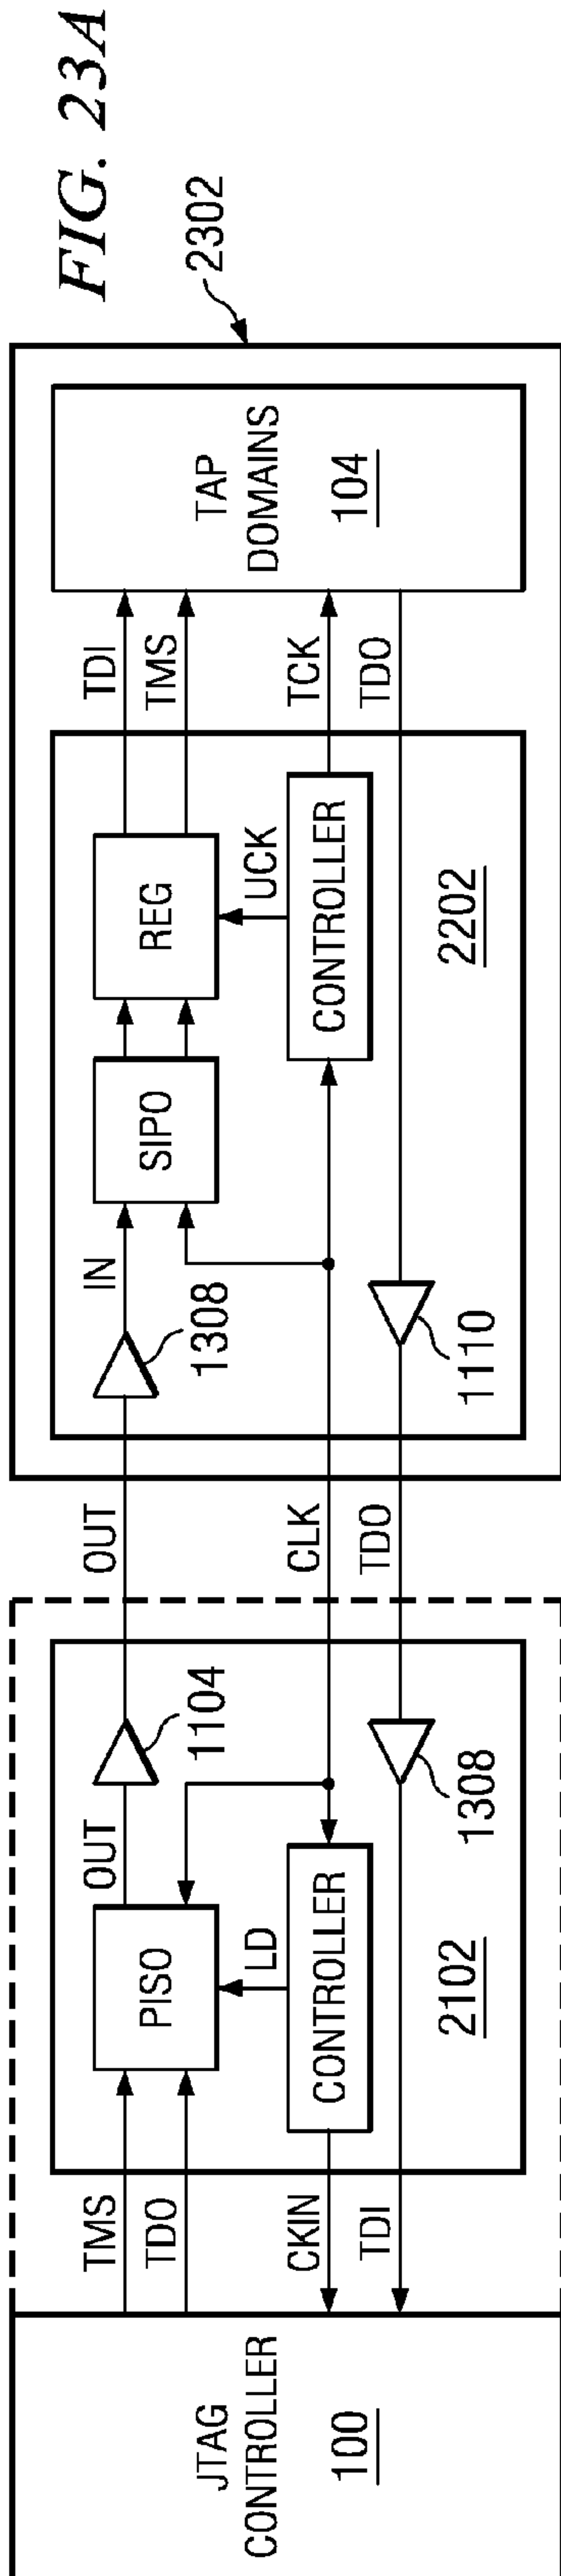 FIG. 23A
2302
JTAG
CONTROLLER
100
TMS
TDO
CKIN
TDI
PISO
OUT
1104
LD
CONTROLLER
2102
1308
OUT
CLK
TDO
1308
IN
SIPO
REG
UCK
CONTROLLER
2202
1110
TDI
TMS
TCK
TDO
TAP
DOMAINS
104